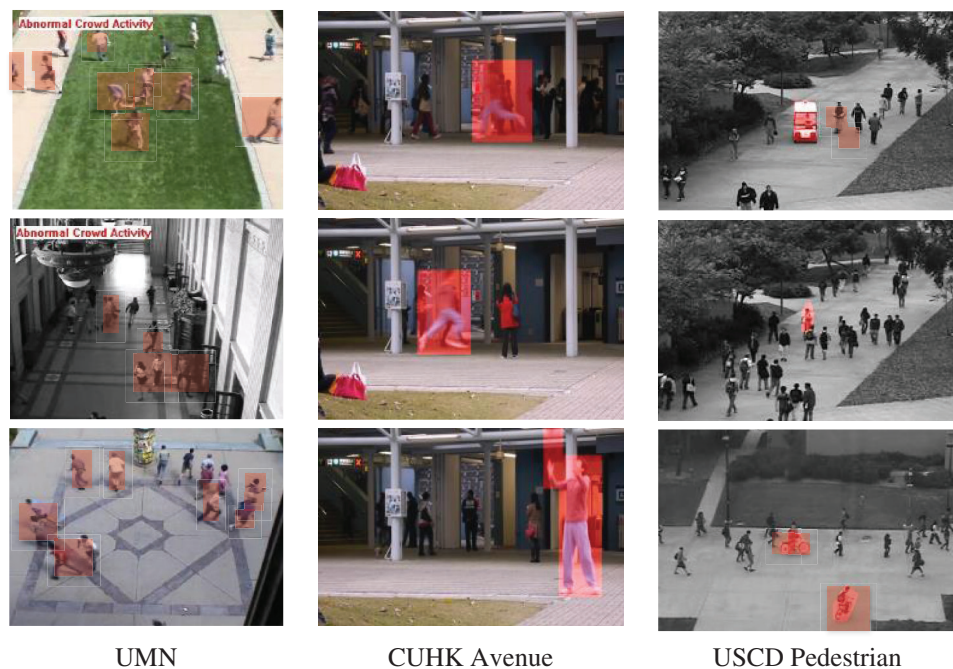 Abnormal Crowd Activity
Abnormal Crowd Activity
UMN
CUHK Avenue
USCD Pedestrian